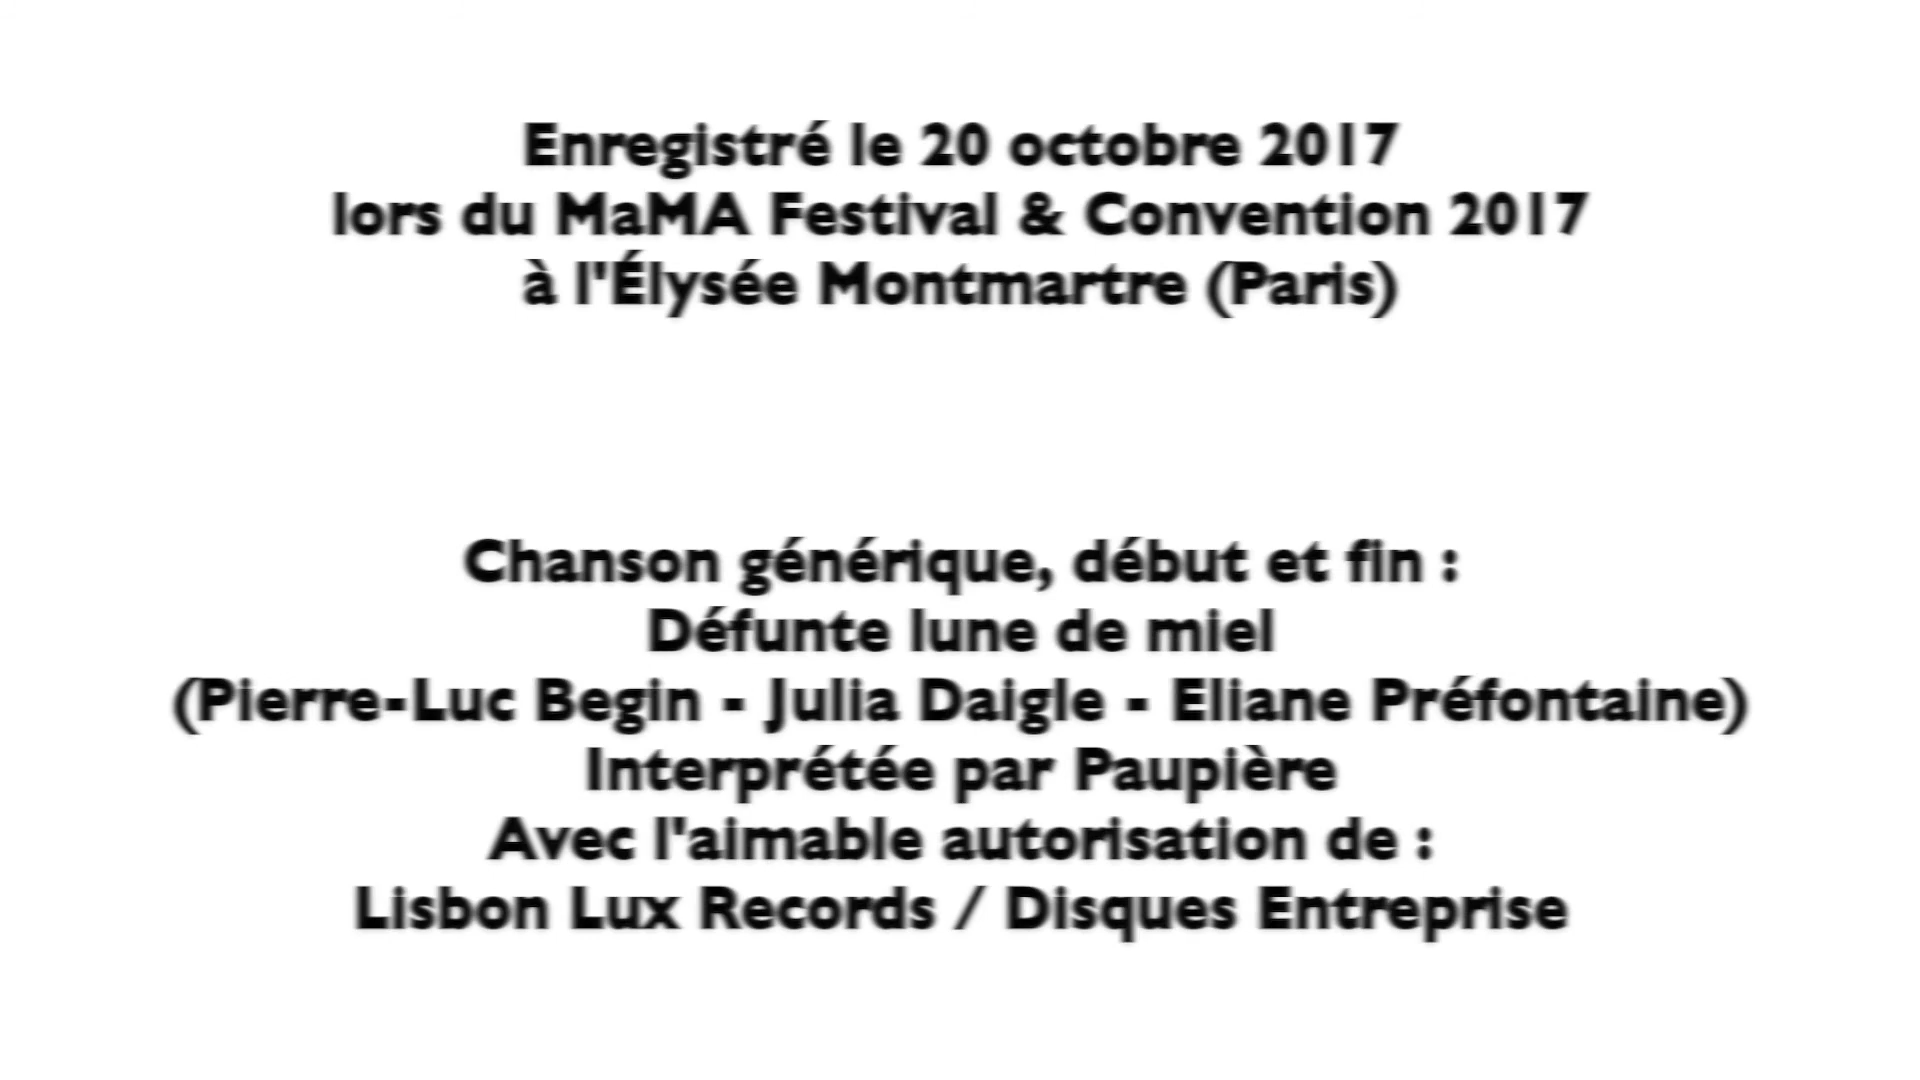 Enregistré le 20 octobre 2017
lors du MaMA Festival & Convention 2017
à l'Élysée Montmartre (Paris)
Chanson générique, début et fin :
Défunte lune de miel
(Pierre-Luc Begin - Julia Daigle - Eliane Préfontaine)
Interprétée par Paupière
Avec l'aimable autorisation de :
Lisbon Lux Records / Disques Entreprise